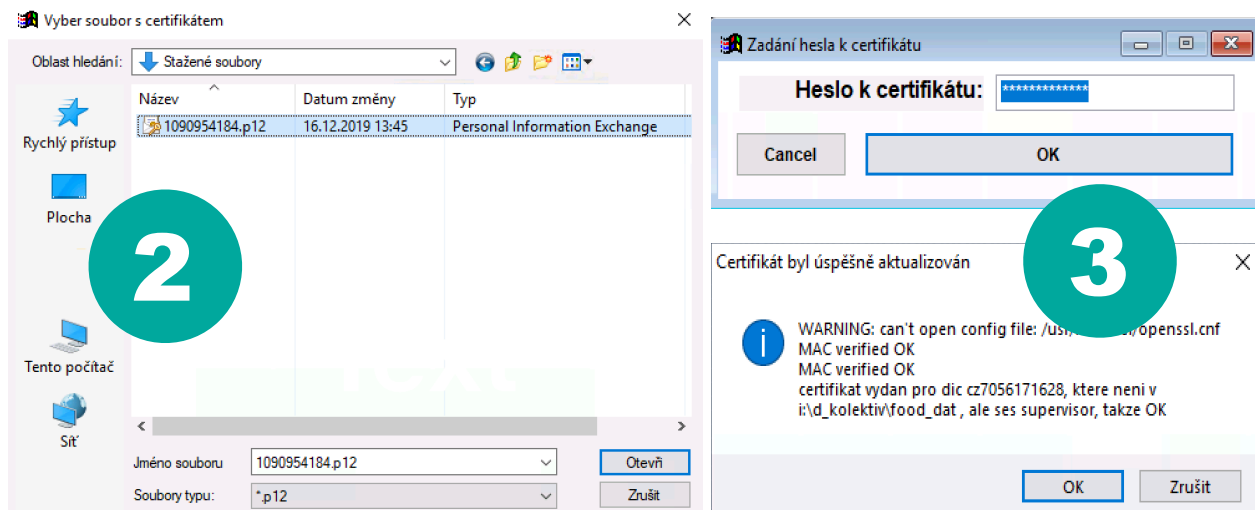 Vyber soubor s certifikátem
Oblast hledání:
Stažené soubory
Název
Datum změny
Typ
1090954184.p12
16.12.2019 13:45
Personal Information Exchange
Rychlý přístup
Plocha
2
Tento počítač
Síť
Jméno souboru
1090954184.p12
Otevři
Soubory typu:
*.p12
Zrušit
Zadání hesla k certifikátu
Heslo k certifikátu:
*************
Cancel
OK
3
Certifikát byl úspěšně aktualizován
WARNING: can't open config file: /openssl.cnf
MAC verified OK
MAC verified OK
certifikat vydan pro dic cz7056171628, ktere neni v
i:\d_kolektiv\food_dat , ale ses supervisor, takze OK
OK
Zrušit